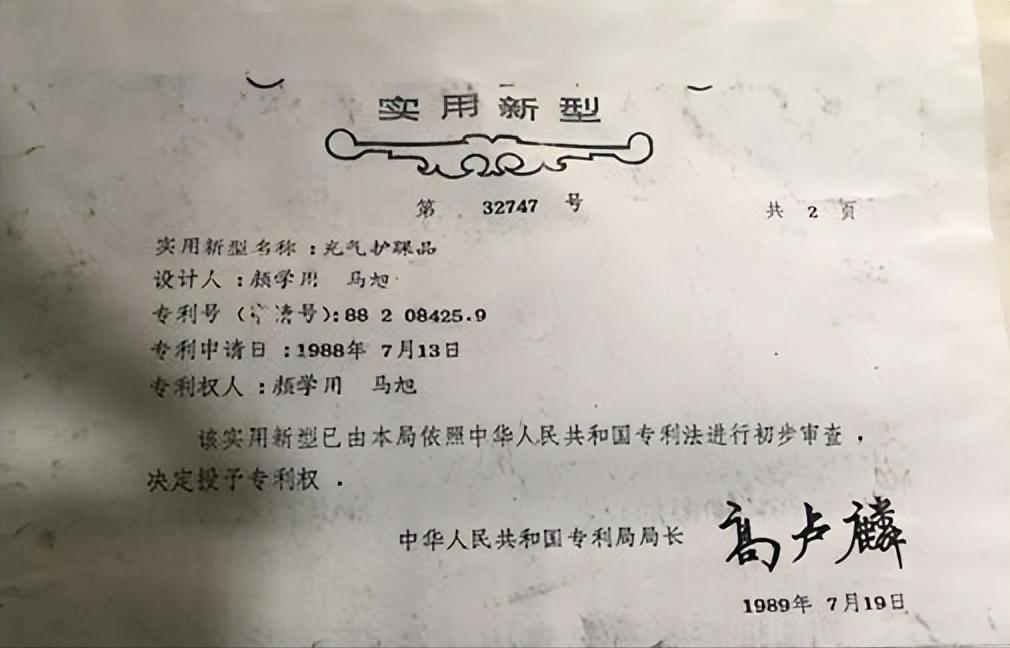 实用新型
第 32747 号 共 2 页
实用新型名称：充气护踝品
设计人：颜学用 马旭
专利号（申请号）：88 2 08425.9
专利申请日：1988年 7月13日
专利权人：颜学用 马旭
该实用新型已由本局依照中华人民共和国专利法进行初步审查，
决定授予专利权．
中华人民共和国专利局局长 高卢麟
1989年 7月19日